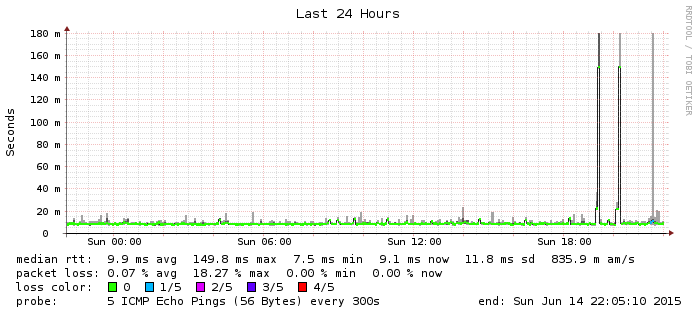 Last 24 Hours
RRDTOOL / TOBI OETIKER
Seconds
180 m
160 m
140 m
120 m
100 m
80 m
60 m
40 m
20 m
0
Sun 00:00 Sun 06:00 Sun 12:00 Sun 18:00
median rtt: 9.9 ms avg 149.8 ms max 7.5 ms min 9.1 ms now 11.8 ms sd 835.9 m am/s
packet loss: 0.07 % avg 18.27 % max 0.00 % min 0.00 % now
loss color: 0 1/5 2/5 3/5 4/5
probe: 5 ICMP Echo Pings (56 Bytes) every 300s end: Sun Jun 14 22:05:10 2015